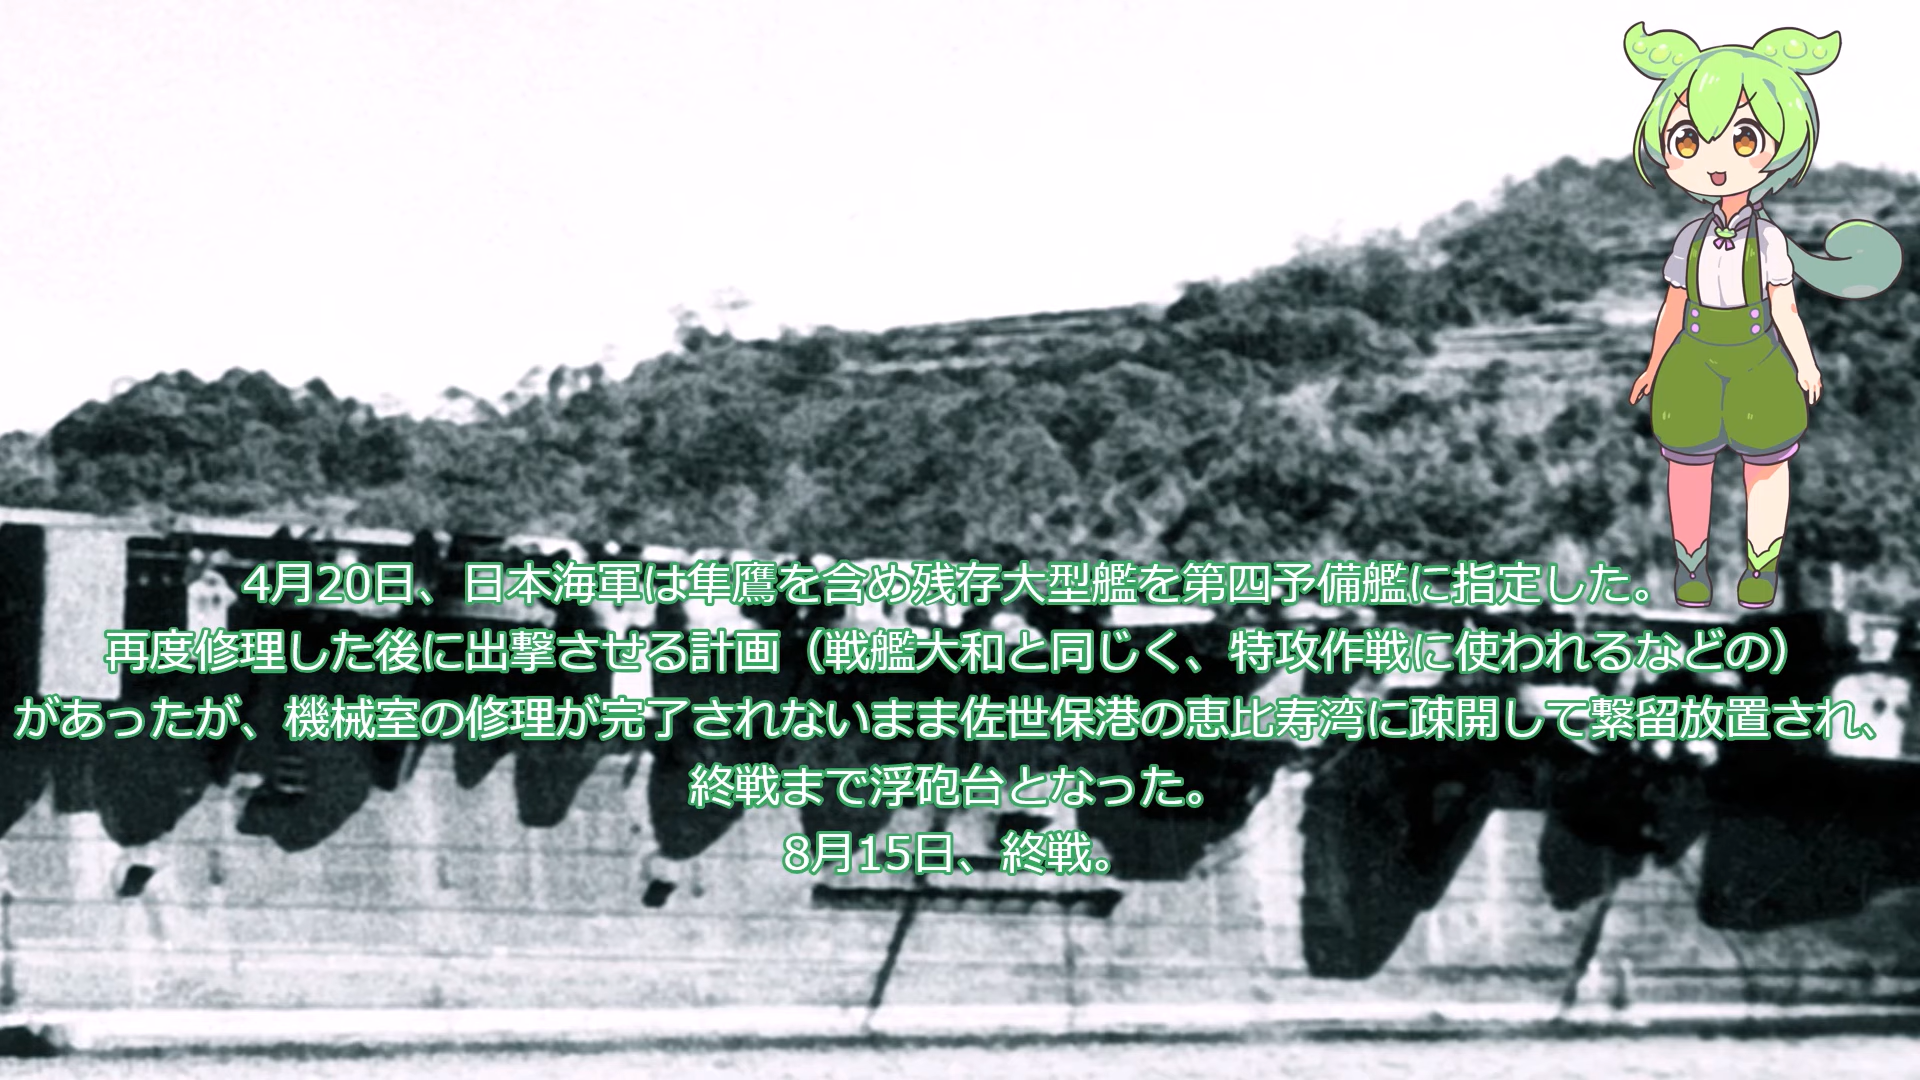 4月20日、日本海軍は隼鷹を含め残存大型艦を第四予備艦に指定した。
再度修理した後に出撃させる計画（戦艦大和と同じく、特攻作戦に使われるなどの）
があったが、機械室の修理が完了されないまま佐世保港の恵比寿湾に疎開して繋留放置され、
終戦まで浮砲台となった。
8月15日、終戦。